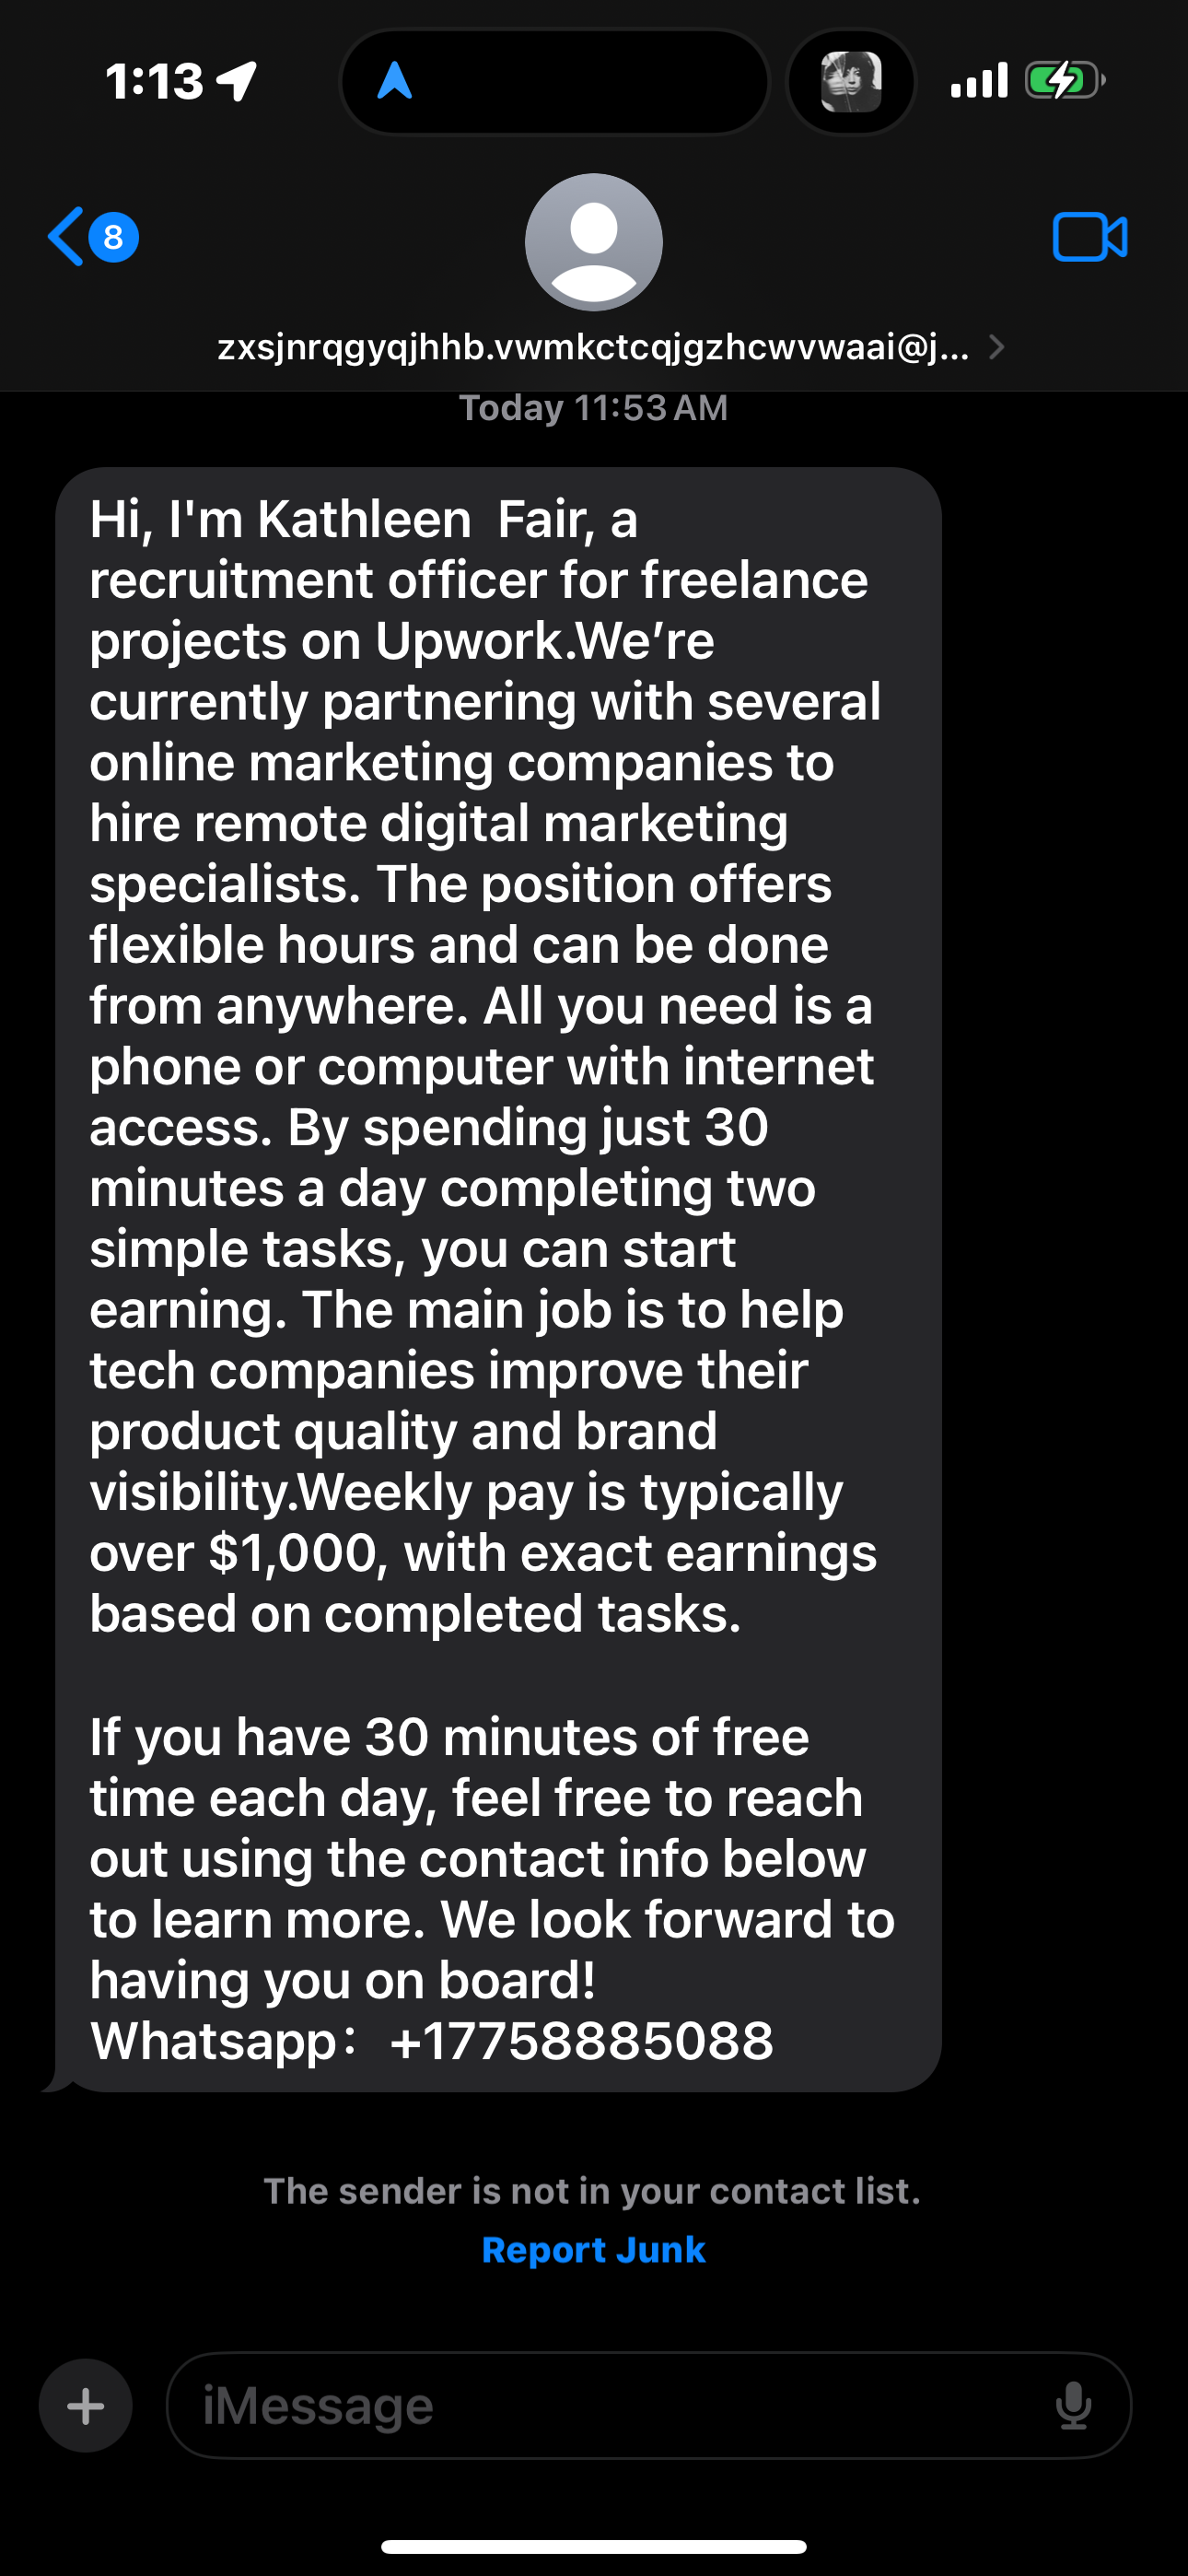 1:13
8
zxsjnrqgyqjhhb.vwmkctcqjgzhcwvwaai@j...
Today 11:53 AM
Hi, I'm Kathleen  Fair, a
recruitment officer for freelance
projects on Upwork.We’re
currently partnering with several
online marketing companies to
hire remote digital marketing
specialists. The position offers
flexible hours and can be done
from anywhere. All you need is a
phone or computer with internet
access. By spending just 30
minutes a day completing two
simple tasks, you can start
earning. The main job is to help
tech companies improve their
product quality and brand
visibility.Weekly pay is typically
over $1,000, with exact earnings
based on completed tasks.

If you have 30 minutes of free
time each day, feel free to reach
out using the contact info below
to learn more. We look forward to
having you on board!
Whatsapp：+17758885088
The sender is not in your contact list.
Report Junk
iMessage